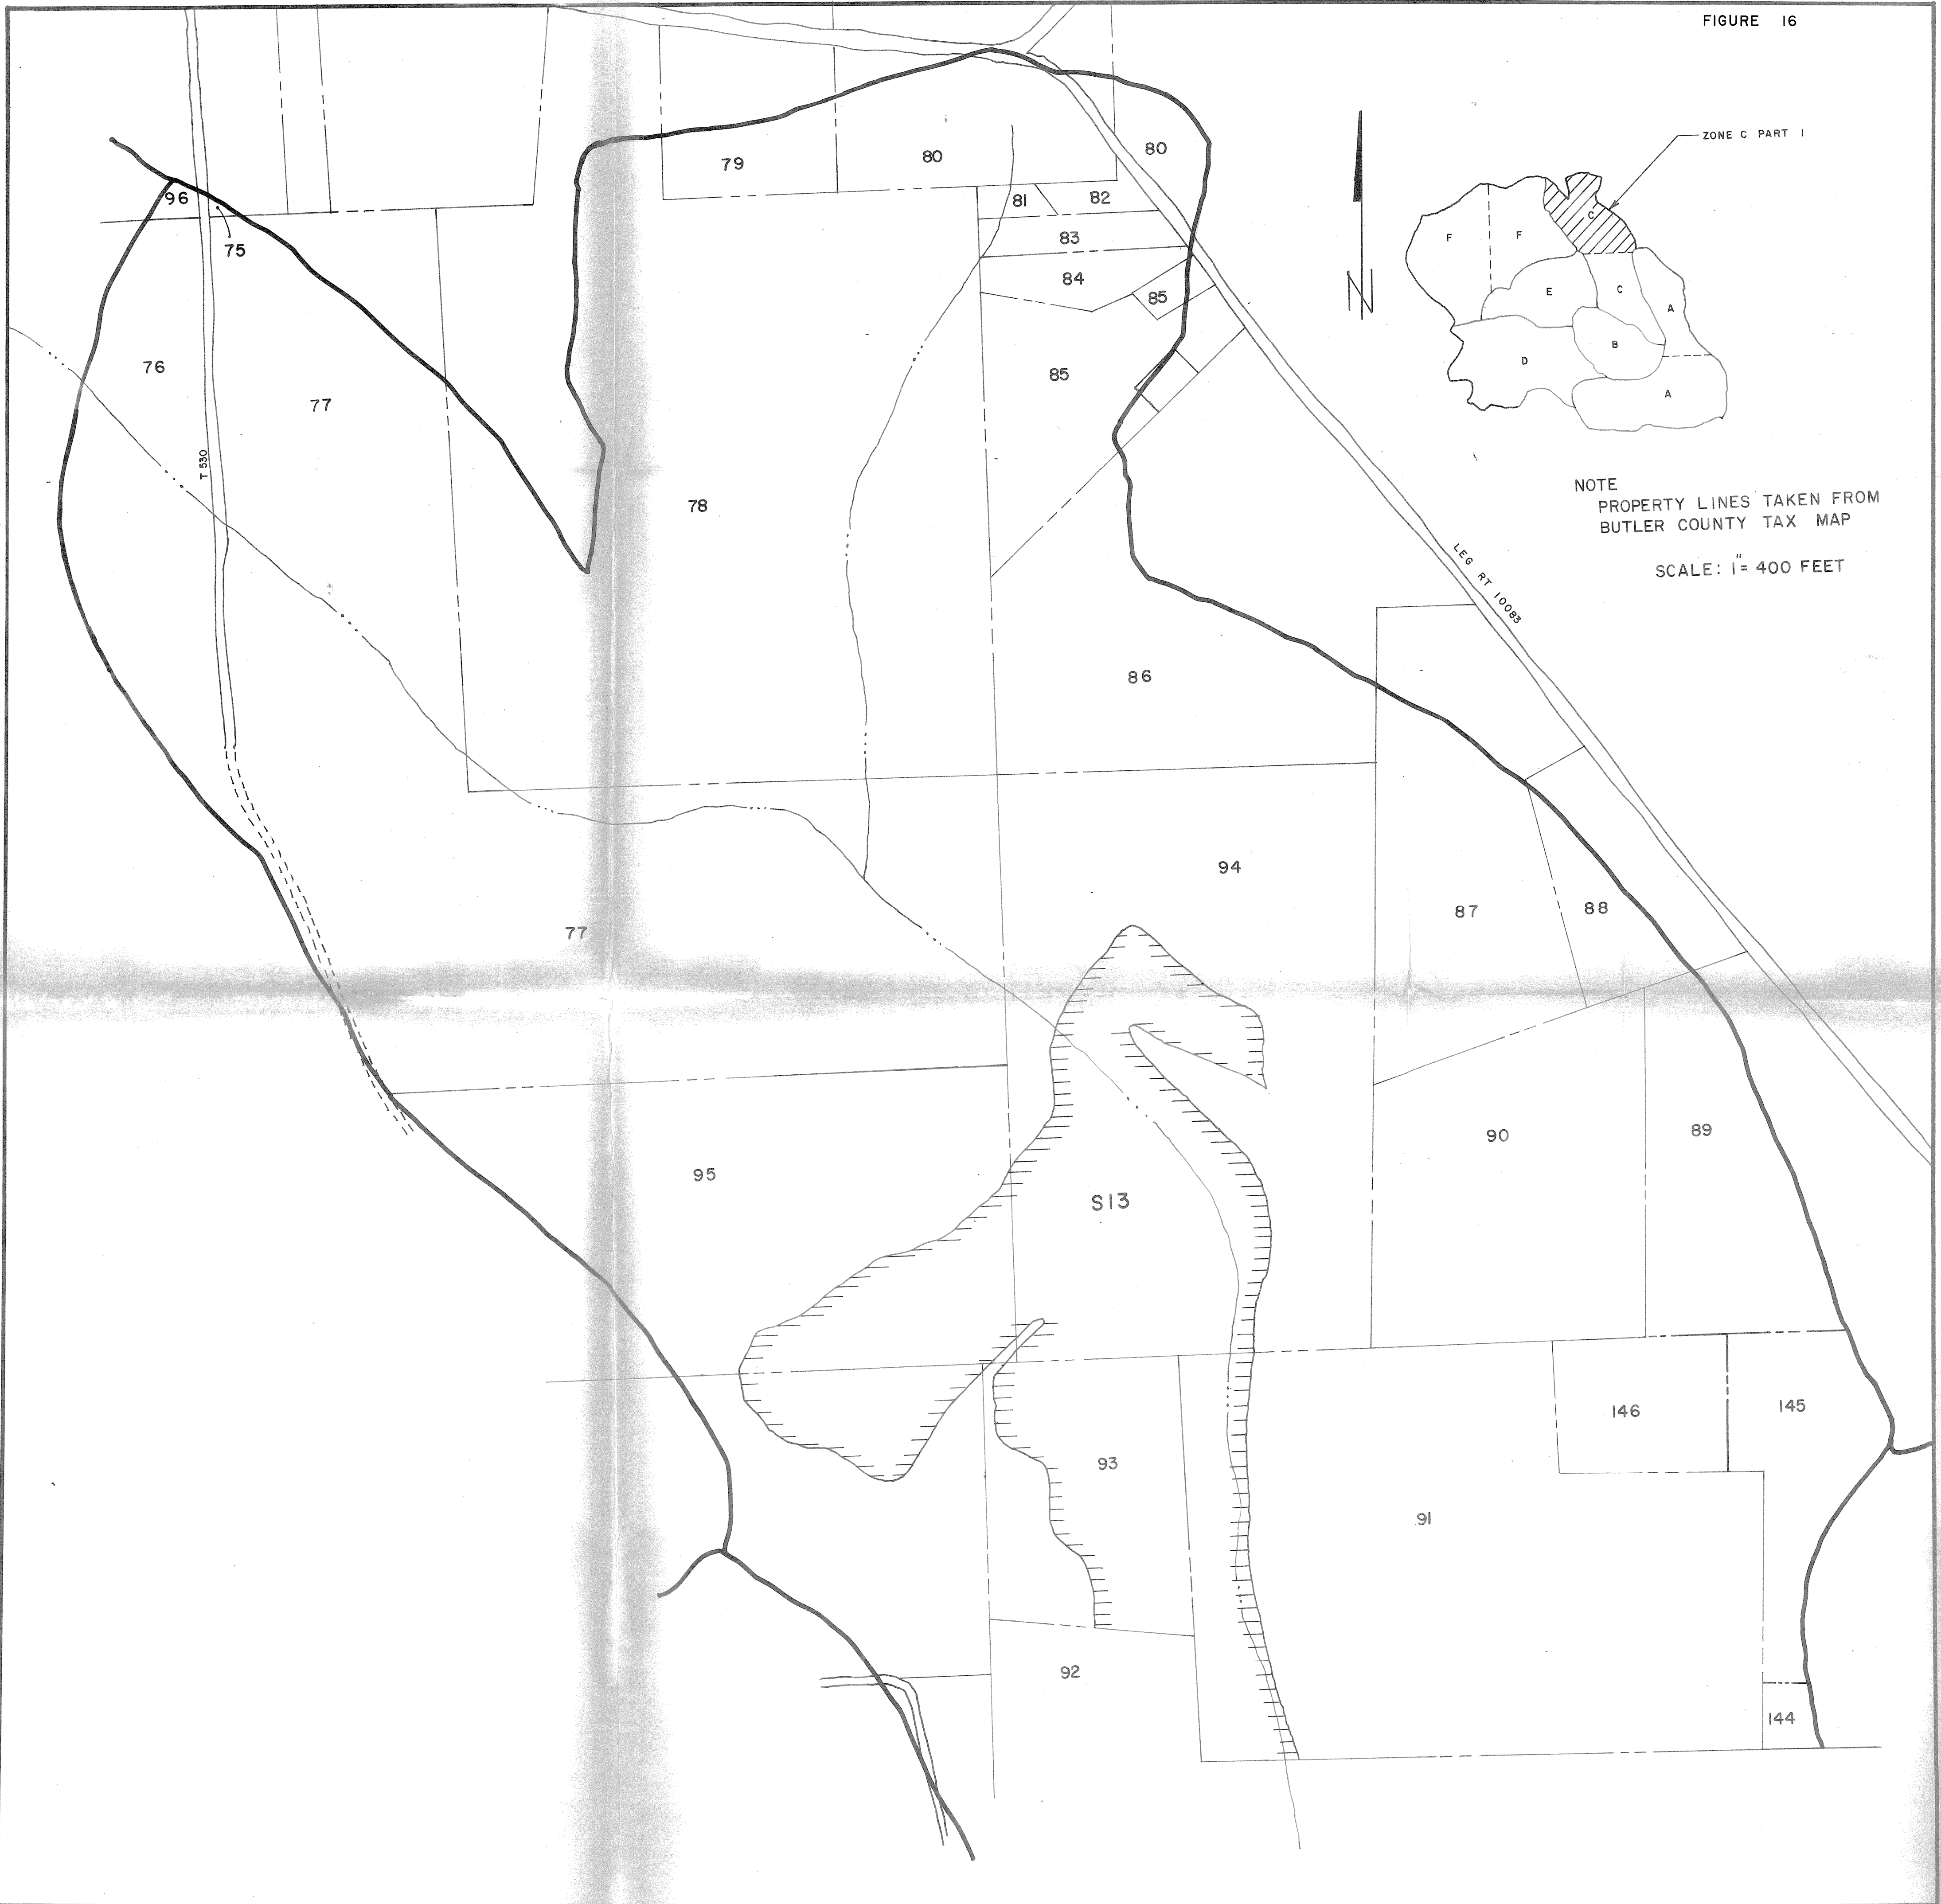 FIGURE 16
ZONE C PART 1
C
F
F
E
C
A
B
D
A
N
NOTE
PROPERTY LINES TAKEN FROM
BUTLER COUNTY TAX MAP
SCALE: 1" = 400 FEET
LEG RT 10083
T 530
96
75
79
80
80
81
82
83
84
85
85
76
77
78
86
94
87
88
77
90
89
95
S13
146
145
93
91
92
144